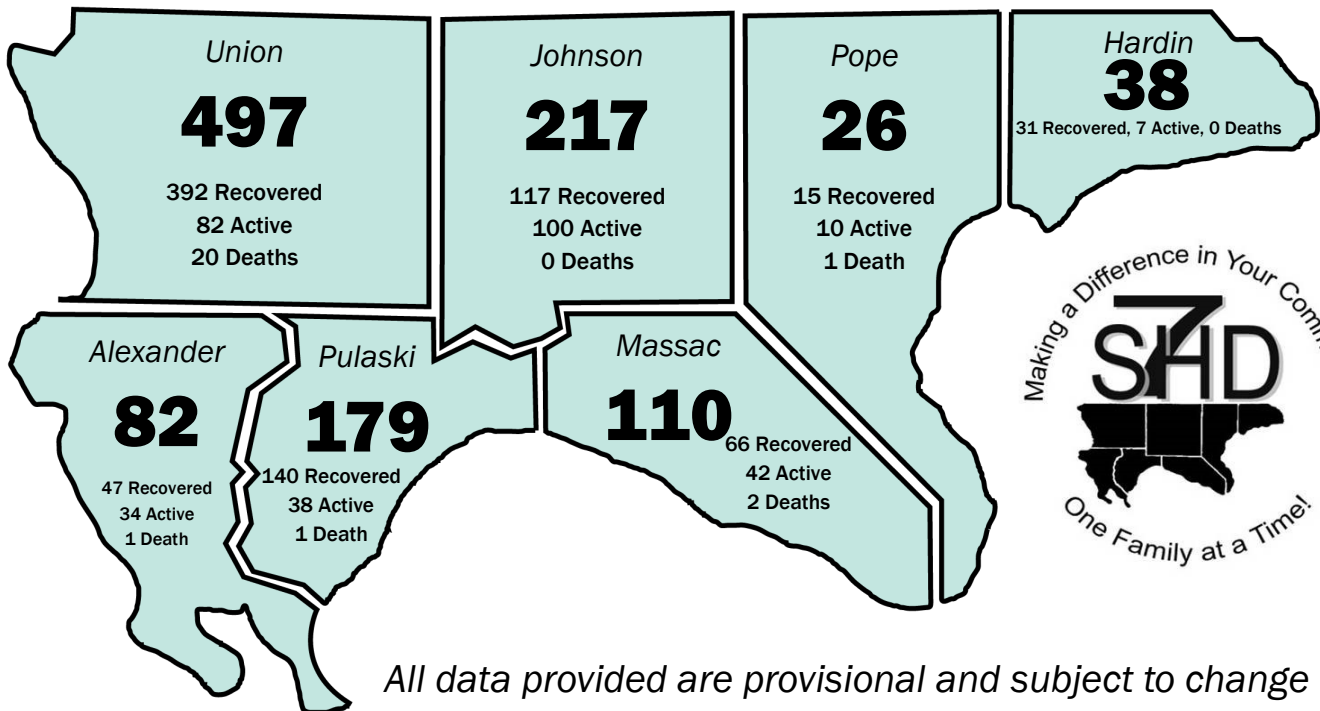 Union
497
392 Recovered
82 Active
20 Deaths
Johnson
217
117 Recovered
100 Active
0 Deaths
Pope
26
15 Recovered
10 Active
1 Death
Hardin
38
31 Recovered, 7 Active, 0 Deaths
Alexander
82
47 Recovered
34 Active
1 Death
Pulaski
179
140 Recovered
38 Active
1 Death
Massac
110
66 Recovered
42 Active
2 Deaths
Making a Difference in Your Comm
S7HD
One Family at a Time!
All data provided are provisional and subject to change